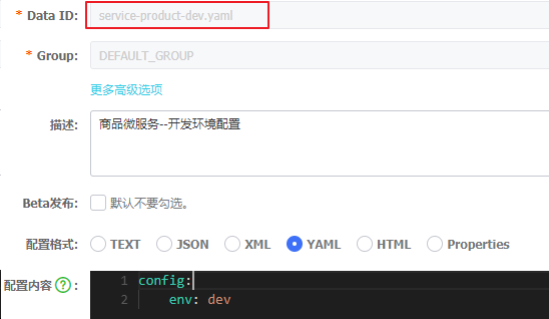 * Data ID: service-product-dev.yaml
* Group: DEFAULT_GROUP
更多高级选项
描述: 商品微服务--开发环境配置
Beta发布: 默认不要勾选。
配置格式: TEXT JSON XML YAML HTML Properties
配置内容 ? : 1 config:
2 env: dev